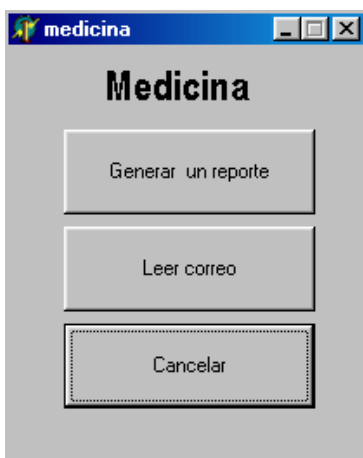 medicina
Medicina
Generar un reporte
Leer correo
Cancelar